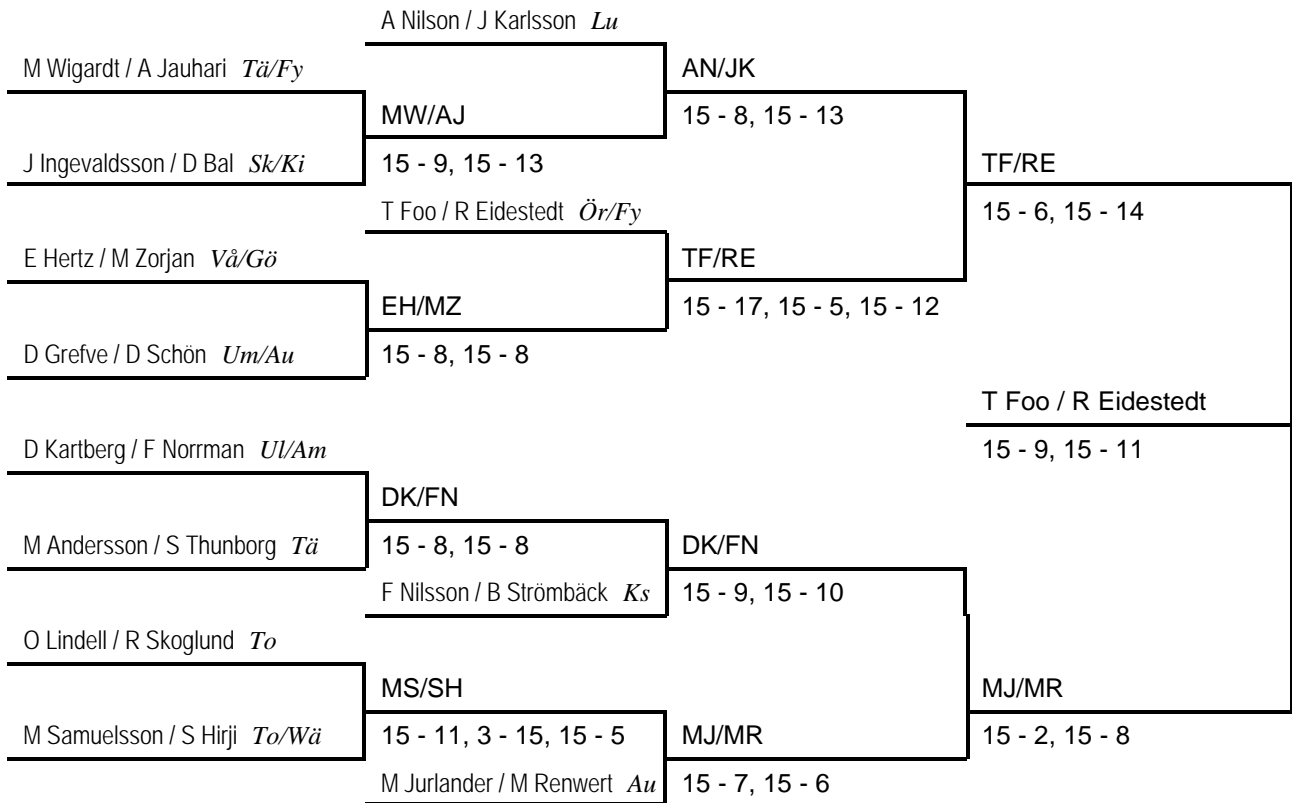 A Nilson / J Karlsson Lu
M Wigardt / A Jauhari Tä/Fy
AN/JK
MW/AJ
15 - 8, 15 - 13
J Ingevaldsson / D Bal Sk/Ki
15 - 9, 15 - 13
TF/RE
T Foo / R Eidestedt Ör/Fy
15 - 6, 15 - 14
E Hertz / M Zorjan Vå/Gö
TF/RE
EH/MZ
15 - 17, 15 - 5, 15 - 12
D Grefve / D Schön Um/Au
15 - 8, 15 - 8
T Foo / R Eidestedt
D Kartberg / F Norrman Ul/Am
15 - 9, 15 - 11
DK/FN
M Andersson / S Thunborg Tä
15 - 8, 15 - 8
DK/FN
F Nilsson / B Strömbäck Ks
15 - 9, 15 - 10
O Lindell / R Skoglund To
MS/SH
MJ/MR
M Samuelsson / S Hirji To/Wä
15 - 11, 3 - 15, 15 - 5
MJ/MR
15 - 2, 15 - 8
M Jurlander / M Renwert Au
15 - 7, 15 - 6